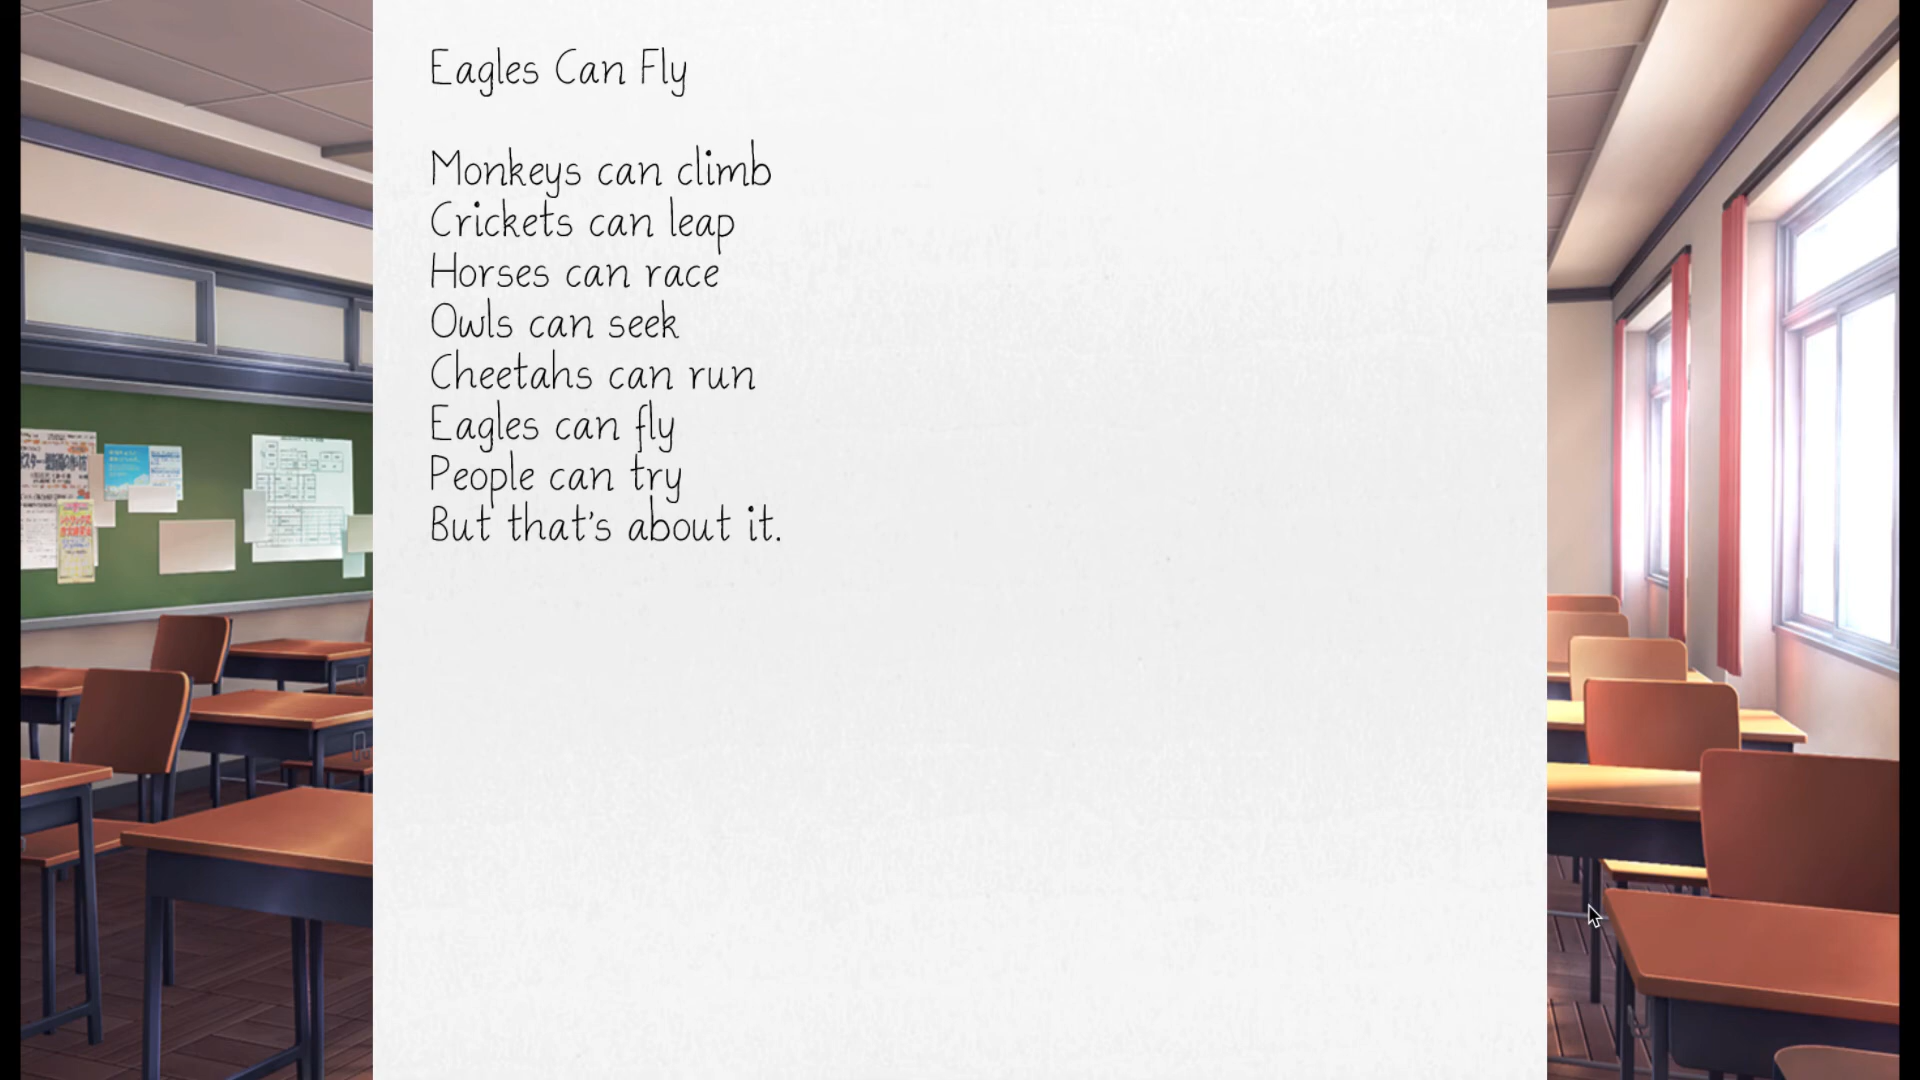 Eagles Can Fly
Monkeys can climb
Crickets can leap
Horses can race
Owls can seek
Cheetahs can run
Eagles can fly
People can try
But that's about it.